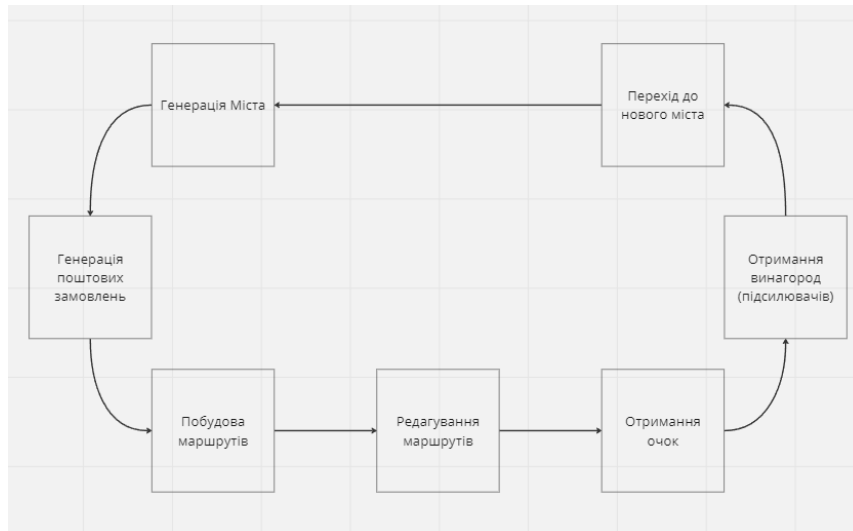 Генерація Міста
Перехід до
нового міста
Генерація
поштових
замовлень
Отримання
винагород
(підсилювачів)
Побудова
маршрутів
Редагування
маршрутів
Отримання
очок